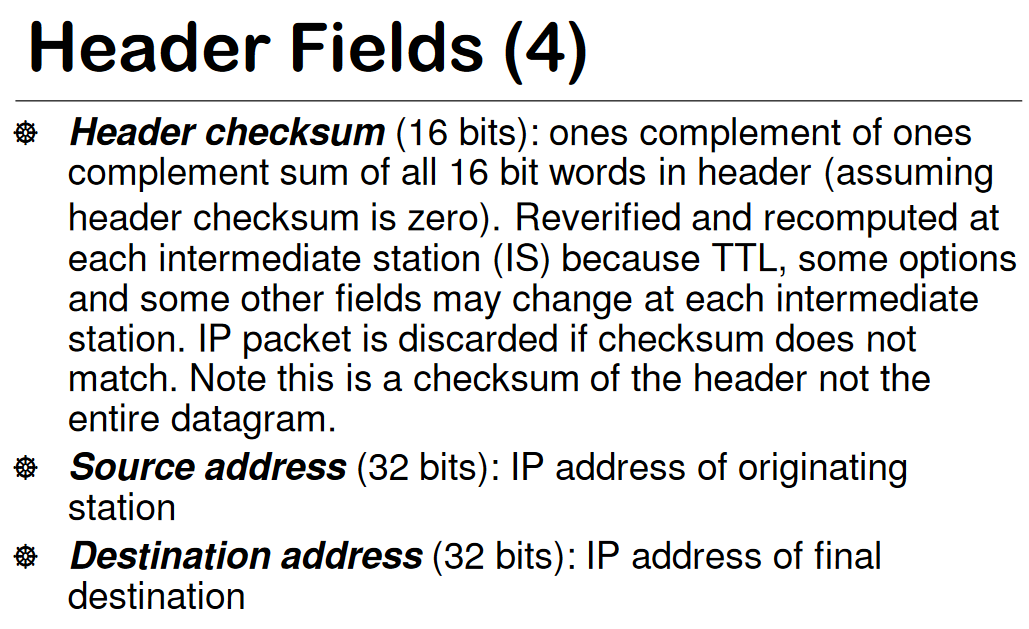 Header Fields (4)
Header checksum (16 bits): ones complement of ones
complement sum of all 16 bit words in header (assuming
header checksum is zero). Reverified and recomputed at
each intermediate station (IS) because TTL, some options
and some other fields may change at each intermediate
station. IP packet is discarded if checksum does not
match. Note this is a checksum of the header not the
entire datagram.
Source address (32 bits): IP address of originating
station
Destination address (32 bits): IP address of final
destination